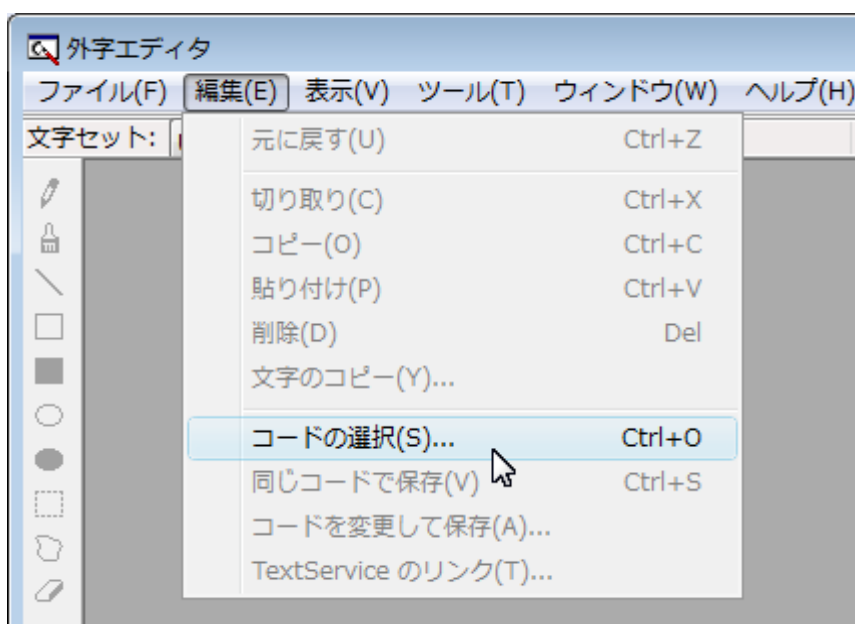 外字エディタ
ファイル(F) 編集(E) 表示(V) ツール(T) ウィンドウ(W) ヘルプ(H)
文字セット:
元に戻す(U) Ctrl+Z
切り取り(C) Ctrl+X
コピー(O) Ctrl+C
貼り付け(P) Ctrl+V
削除(D) Del
文字のコピー(Y)...
コードの選択(S)... Ctrl+O
同じコードで保存(V) Ctrl+S
コードを変更して保存(A)...
TextService のリンク(T)...